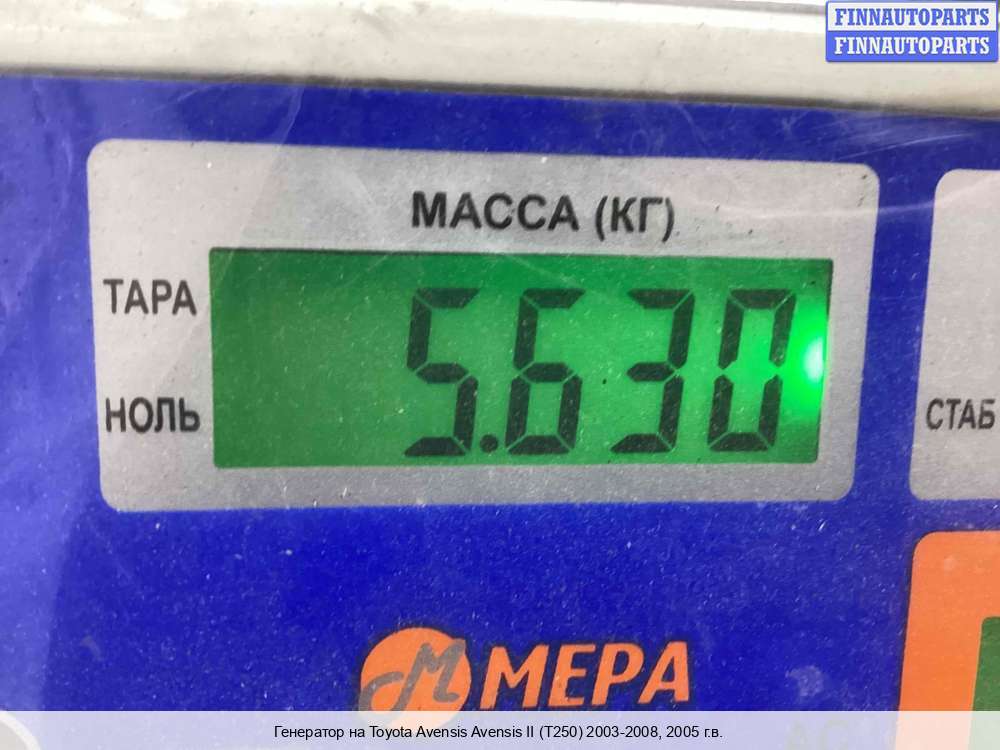 FINNAUTOPARTS
FINNAUTOPARTS
МАССА (КГ)
ТАРА
5.630
НОЛЬ
СТАБ
МЕРА
Генератор на Toyota Avensis Avensis II (T250) 2003-2008, 2005 г.в.